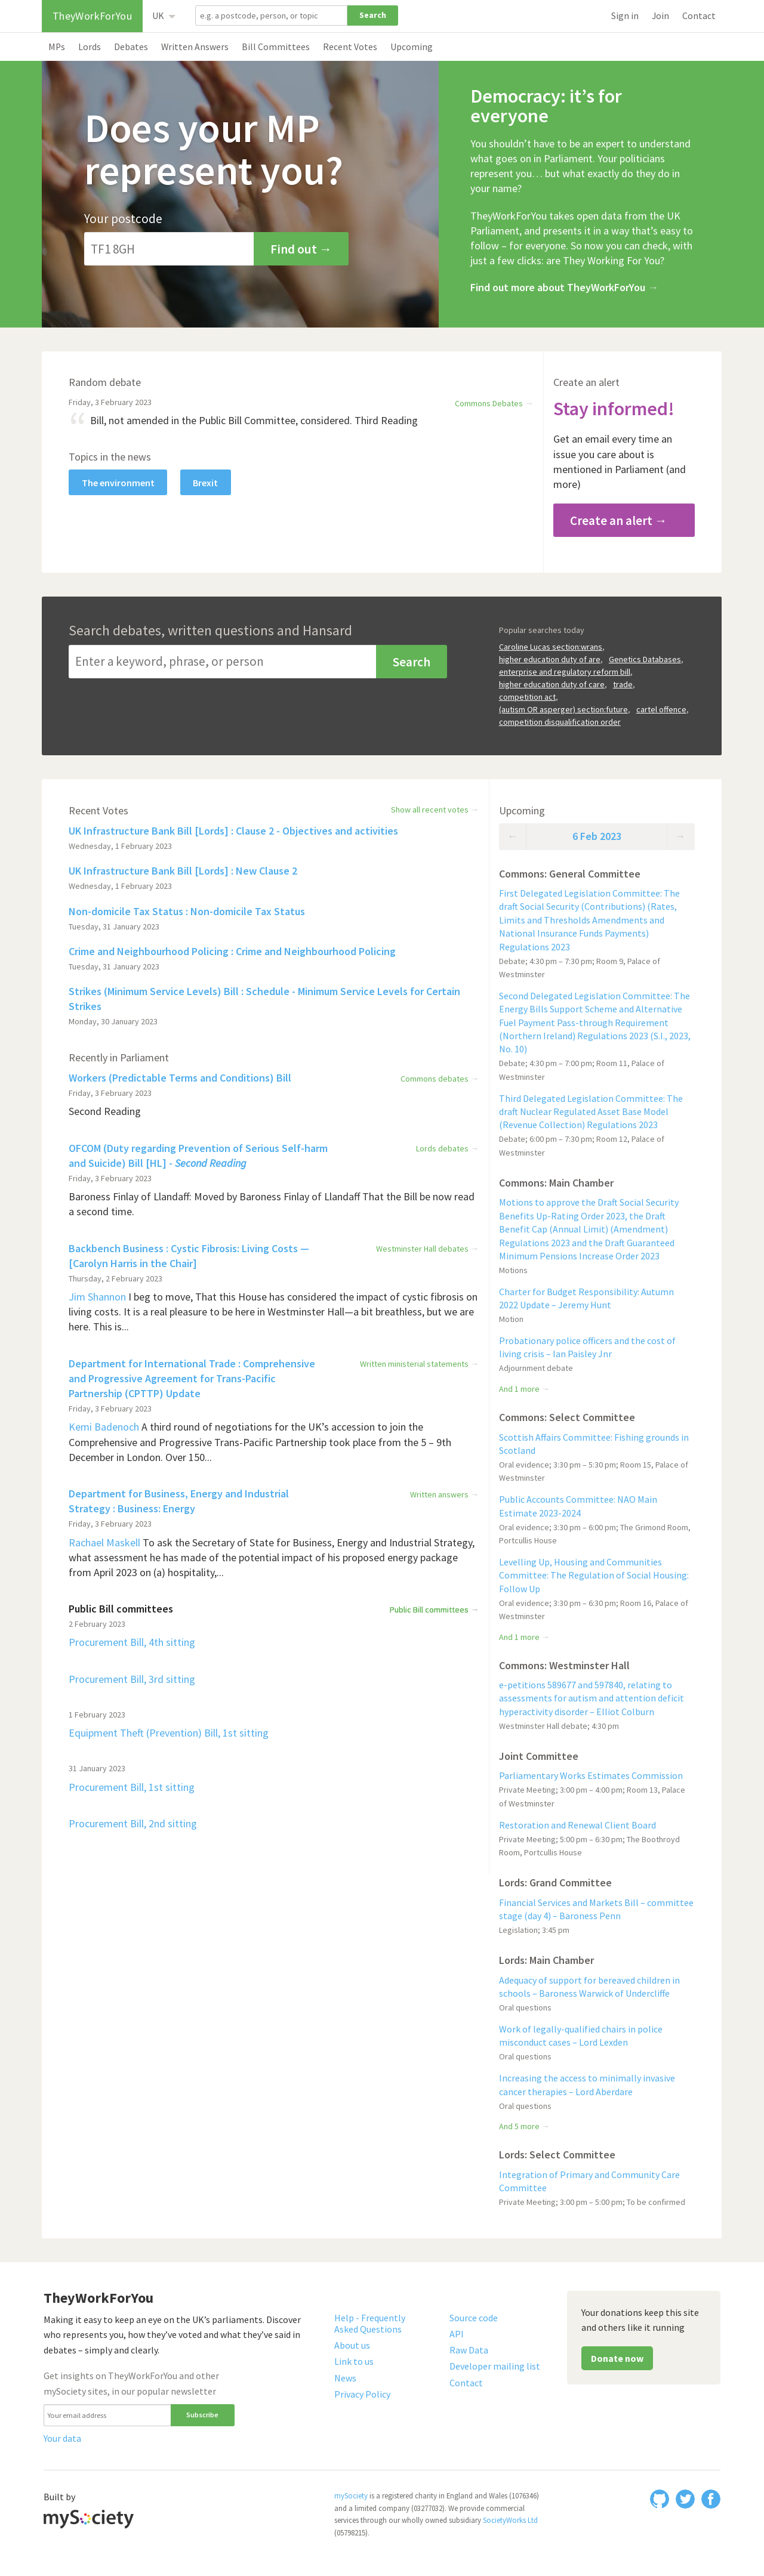 TheyWorkForYou
UK
e.g. a postcode, person, or topic
Search
Sign in
Join
Contact
MPs
Lords
Debates
Written Answers
Bill Committees
Recent Votes
Upcoming
Does your MP
represent you?
Your postcode
TF1 8GH
Find out →
Democracy: it’s for
everyone
You shouldn’t have to be an expert to understand
what goes on in Parliament. Your politicians
represent you… but what exactly do they do in
your name?
TheyWorkForYou takes open data from the UK
Parliament, and presents it in a way that’s easy to
follow – for everyone. So now you can check, with
just a few clicks: are They Working For You?
Find out more about TheyWorkForYou →
Random debate
Friday, 3 February 2023
Commons Debates →
“ Bill, not amended in the Public Bill Committee, considered. Third Reading
Topics in the news
The environment
Brexit
Create an alert
Stay informed!
Get an email every time an
issue you care about is
mentioned in Parliament (and
more)
Create an alert →
Search debates, written questions and Hansard
Enter a keyword, phrase, or person
Search
Popular searches today
Caroline Lucas section:wrans,
higher education duty of are, Genetics Databases,
enterprise and regulatory reform bill,
higher education duty of care, trade,
competition act,
(autism OR asperger) section:future, cartel offence,
competition disqualification order
Recent Votes
Show all recent votes →
UK Infrastructure Bank Bill [Lords] : Clause 2 - Objectives and activities
Wednesday, 1 February 2023
UK Infrastructure Bank Bill [Lords] : New Clause 2
Wednesday, 1 February 2023
Non-domicile Tax Status : Non-domicile Tax Status
Tuesday, 31 January 2023
Crime and Neighbourhood Policing : Crime and Neighbourhood Policing
Tuesday, 31 January 2023
Strikes (Minimum Service Levels) Bill : Schedule - Minimum Service Levels for Certain
Strikes
Monday, 30 January 2023
Recently in Parliament
Workers (Predictable Terms and Conditions) Bill
Commons debates →
Friday, 3 February 2023
Second Reading
OFCOM (Duty regarding Prevention of Serious Self-harm
and Suicide) Bill [HL] - Second Reading
Lords debates →
Friday, 3 February 2023
Baroness Finlay of Llandaff: Moved by Baroness Finlay of Llandaff That the Bill be now read
a second time.
Backbench Business : Cystic Fibrosis: Living Costs —
[Carolyn Harris in the Chair]
Westminster Hall debates →
Thursday, 2 February 2023
Jim Shannon I beg to move, That this House has considered the impact of cystic fibrosis on
living costs. It is a real pleasure to be here in Westminster Hall—a bit breathless, but we are
here. This is...
Department for International Trade : Comprehensive
and Progressive Agreement for Trans-Pacific
Partnership (CPTTP) Update
Written ministerial statements →
Friday, 3 February 2023
Kemi Badenoch A third round of negotiations for the UK’s accession to join the
Comprehensive and Progressive Trans-Pacific Partnership took place from the 5 – 9th
December in London. Over 150...
Department for Business, Energy and Industrial
Strategy : Business: Energy
Written answers →
Friday, 3 February 2023
Rachael Maskell To ask the Secretary of State for Business, Energy and Industrial Strategy,
what assessment he has made of the potential impact of his proposed energy package
from April 2023 on (a) hospitality,...
Public Bill committees
Public Bill committees →
2 February 2023
Procurement Bill, 4th sitting
Procurement Bill, 3rd sitting
1 February 2023
Equipment Theft (Prevention) Bill, 1st sitting
31 January 2023
Procurement Bill, 1st sitting
Procurement Bill, 2nd sitting
Upcoming
← 6 Feb 2023 →
Commons: General Committee
First Delegated Legislation Committee: The
draft Social Security (Contributions) (Rates,
Limits and Thresholds Amendments and
National Insurance Funds Payments)
Regulations 2023
Debate; 4:30 pm – 7:30 pm; Room 9, Palace of
Westminster
Second Delegated Legislation Committee: The
Energy Bills Support Scheme and Alternative
Fuel Payment Pass-through Requirement
(Northern Ireland) Regulations 2023 (S.I., 2023,
No. 10)
Debate; 4:30 pm – 7:00 pm; Room 11, Palace of
Westminster
Third Delegated Legislation Committee: The
draft Nuclear Regulated Asset Base Model
(Revenue Collection) Regulations 2023
Debate; 6:00 pm – 7:30 pm; Room 12, Palace of
Westminster
Commons: Main Chamber
Motions to approve the Draft Social Security
Benefits Up-Rating Order 2023, the Draft
Benefit Cap (Annual Limit) (Amendment)
Regulations 2023 and the Draft Guaranteed
Minimum Pensions Increase Order 2023
Motions
Charter for Budget Responsibility: Autumn
2022 Update – Jeremy Hunt
Motion
Probationary police officers and the cost of
living crisis – Ian Paisley Jnr
Adjournment debate
And 1 more →
Commons: Select Committee
Scottish Affairs Committee: Fishing grounds in
Scotland
Oral evidence; 3:30 pm – 5:30 pm; Room 15, Palace of
Westminster
Public Accounts Committee: NAO Main
Estimate 2023-2024
Oral evidence; 3:30 pm – 6:00 pm; The Grimond Room,
Portcullis House
Levelling Up, Housing and Communities
Committee: The Regulation of Social Housing:
Follow Up
Oral evidence; 3:30 pm – 6:30 pm; Room 16, Palace of
Westminster
And 1 more →
Commons: Westminster Hall
e-petitions 589677 and 597840, relating to
assessments for autism and attention deficit
hyperactivity disorder – Elliot Colburn
Westminster Hall debate; 4:30 pm
Joint Committee
Parliamentary Works Estimates Commission
Private Meeting; 3:00 pm – 4:00 pm; Room 13, Palace
of Westminster
Restoration and Renewal Client Board
Private Meeting; 5:00 pm – 6:30 pm; The Boothroyd
Room, Portcullis House
Lords: Grand Committee
Financial Services and Markets Bill – committee
stage (day 4) – Baroness Penn
Legislation; 3:45 pm
Lords: Main Chamber
Adequacy of support for bereaved children in
schools – Baroness Warwick of Undercliffe
Oral questions
Work of legally-qualified chairs in police
misconduct cases – Lord Lexden
Oral questions
Increasing the access to minimally invasive
cancer therapies – Lord Aberdare
Oral questions
And 5 more →
Lords: Select Committee
Integration of Primary and Community Care
Committee
Private Meeting; 3:00 pm – 5:00 pm; To be confirmed
TheyWorkForYou
Making it easy to keep an eye on the UK’s parliaments. Discover
who represents you, how they’ve voted and what they’ve said in
debates – simply and clearly.
Get insights on TheyWorkForYou and other
mySociety sites, in our popular newsletter
Your email address
Subscribe
Your data
Help - Frequently
Asked Questions
About us
Link to us
News
Privacy Policy
Source code
API
Raw Data
Developer mailing list
Contact
Your donations keep this site
and others like it running
Donate now
Built by
mySociety
mySociety is a registered charity in England and Wales (1076346)
and a limited company (03277032). We provide commercial
services through our wholly owned subsidiary SocietyWorks Ltd
(05798215).